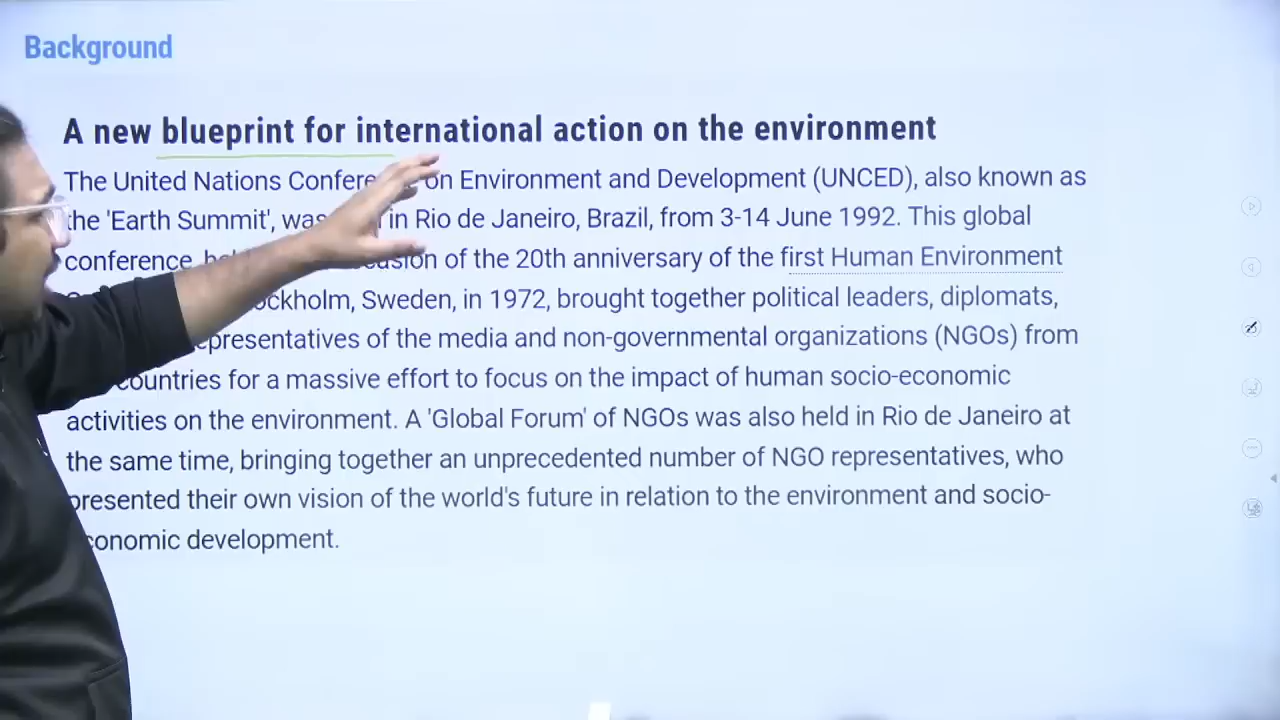 Background
A new blueprint for international action on the environment
The United Nations Confere on Environment and Development (UNCED), also known as
the 'Earth Summit', was in Rio de Janeiro, Brazil, from 3-14 June 1992. This global
conference, of the 20th anniversary of the first Human Environment
Sweden, in 1972, brought together political leaders, diplomats,
of the media and non-governmental organizations (NGOs) from
countries for a massive effort to focus on the impact of human socio-economic
activities on the environment. A 'Global Forum' of NGOs was also held in Rio de Janeiro at
the same time, bringing together an unprecedented number of NGO representatives, who
presented their own vision of the world's future in relation to the environment and socio-
conomic development.